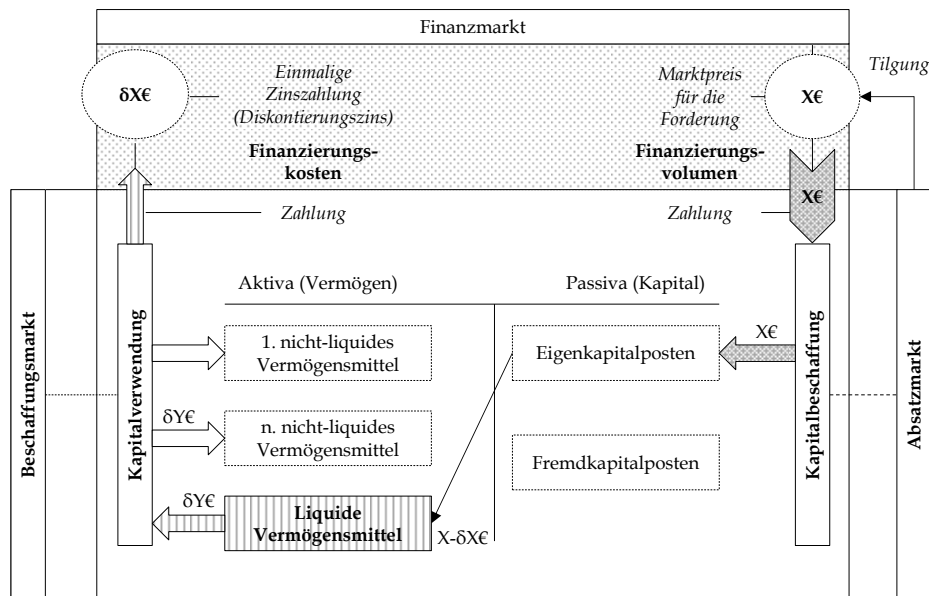 Finanzmarkt
δX€
Einmalige
Zinszahlung
(Diskontierungszins)
Finanzierungs-
kosten
Marktpreis
für die
Forderung
Finanzierungs-
volumen
X€
Tilgung
X€
Zahlung
Zahlung
Beschaffungsmarkt
Kapitalverwendung
Aktiva (Vermögen)
Passiva (Kapital)
1. nicht-liquides
Vermögensmittel
δY€
n. nicht-liquides
Vermögensmittel
δY€
Liquide
Vermögensmittel
X-δX€
Eigenkapitalposten
X€
Fremdkapitalposten
Kapitalbeschaffung
Absatzmarkt